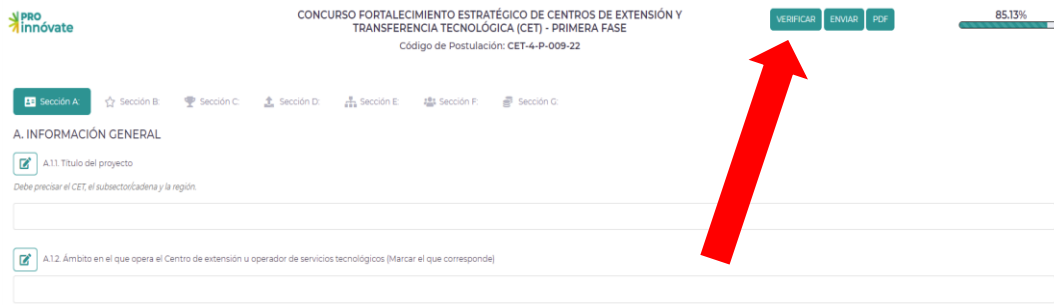 PRO
innóvate
CONCURSO FORTALECIMIENTO ESTRATÉGICO DE CENTROS DE EXTENSIÓN Y
TRANSFERENCIA TECNOLÓGICA (CET) - PRIMERA FASE
Código de Postulación: CET-4-P-009-22
VERIFICAR ENVIAR PDF
85.13%
Sección A: Sección B: Sección C: Sección D: Sección E: Sección F: Sección G:
A. INFORMACIÓN GENERAL
A.1.1. Título del proyecto
Debe precisar el CET, el subsector/cadena y la región.
A.1.2. Ámbito en el que opera el Centro de extensión u operador de servicios tecnológicos (Marcar el que corresponde)